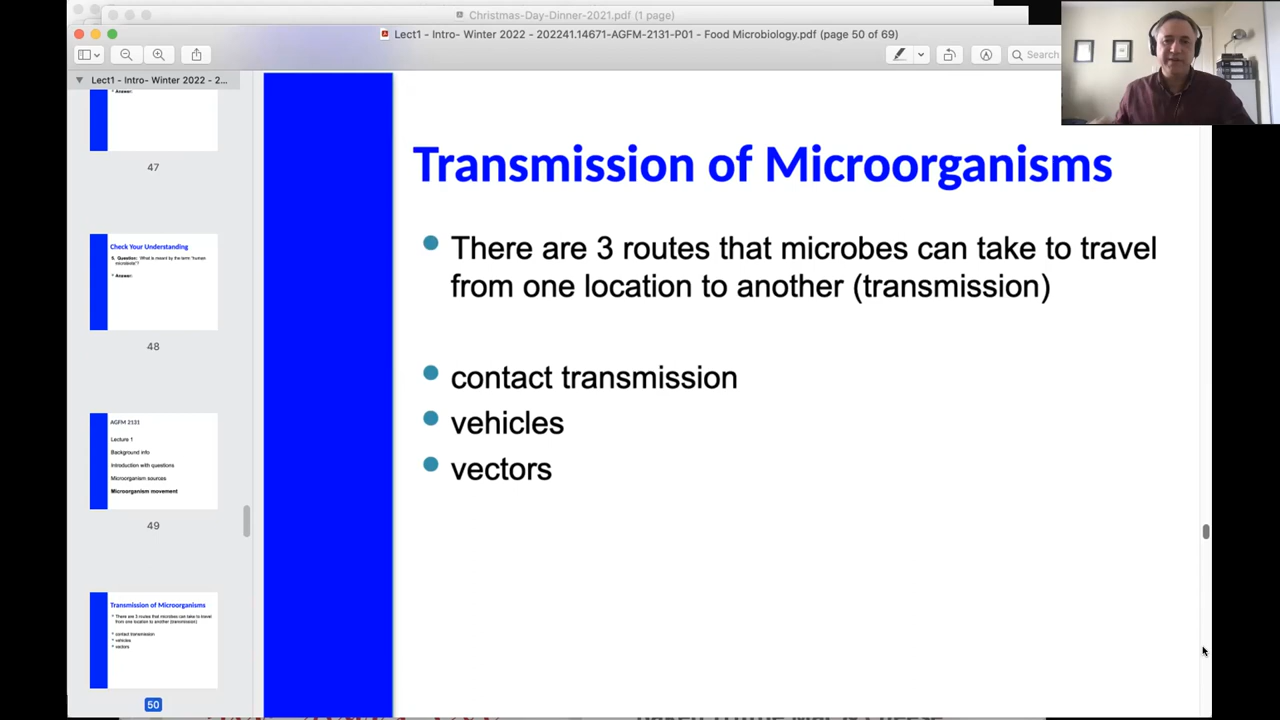 Christmas-Day-Dinner-2021.pdf (1 page)
Lect1 - Intro- Winter 2022 - 202241.14671-AGFM-2131-P01 - Food Microbiology.pdf (page 50 of 69)
Search
Lect1 - Intro- Winter 2022 - 2...
Answer:
47
Check Your Understanding
5. Question: What is meant by the term "human
microbiota"?
Answer:
48
AGFM 2131
Lecture 1
Background info
Introduction with questions
Microorganism sources
Microorganism movement
49
Transmission of Microorganisms
There are 3 routes that microbes can take to travel
from one location to another (transmission)
contact transmission
vehicles
vectors
50
Transmission of Microorganisms
There are 3 routes that microbes can take to travel
from one location to another (transmission)
contact transmission
vehicles
vectors